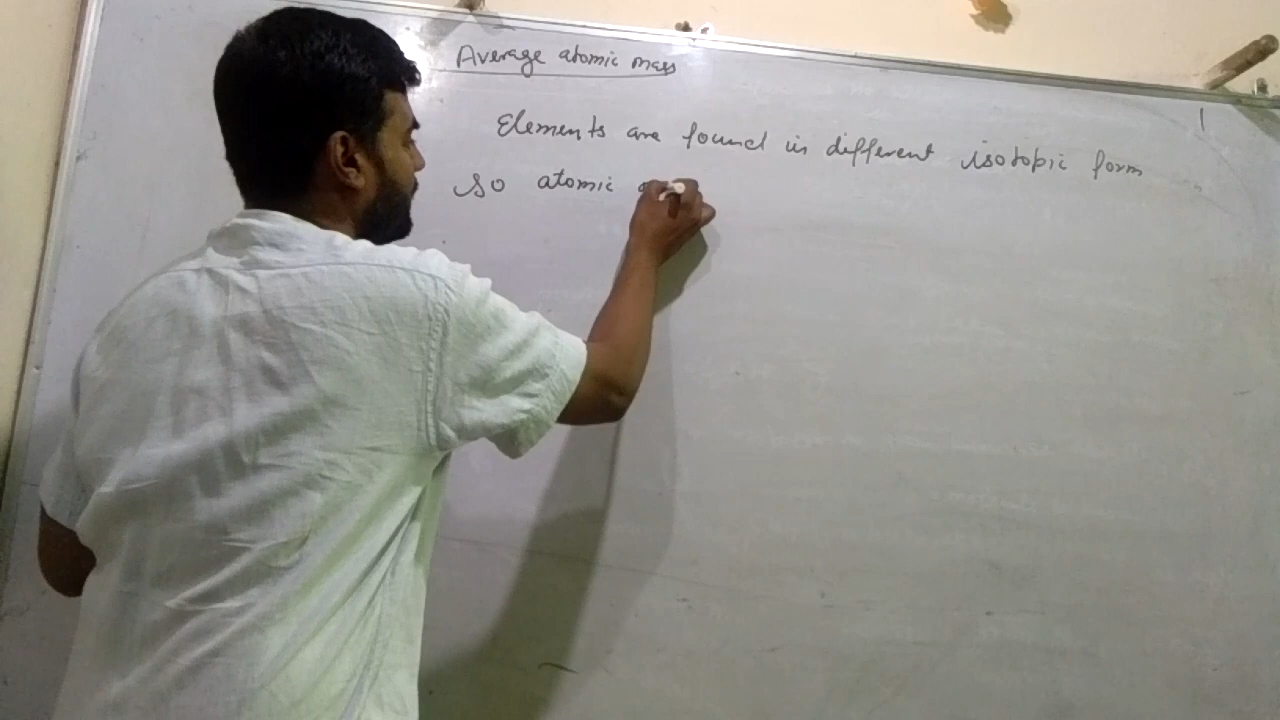 Average atomic mass
Elements are found in different isotopic form
so atomic